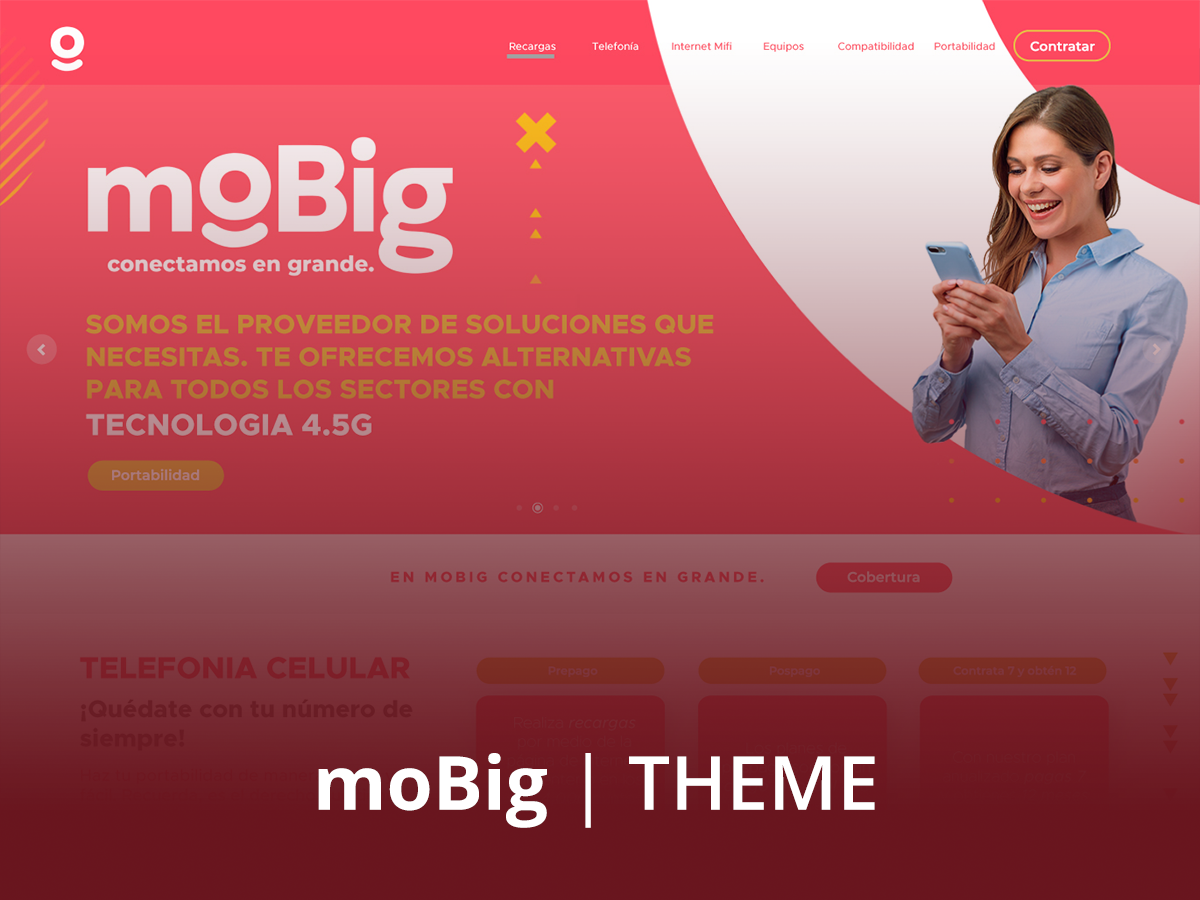 Recargas
Telefonía
Internet Mifi
Equipos
Compatibilidad
Portabilidad
Contratar
moBig
conectamos en grande.
SOMOS EL PROVEEDOR DE SOLUCIONES QUE
NECESITAS. TE OFRECEMOS ALTERNATIVAS
PARA TODOS LOS SECTORES CON
TECNOLOGIA 4.5G
Portabilidad
EN MOBIG CONECTAMOS EN GRANDE.
Cobertura
TELEFONIA CELULAR
¡Quédate con tu número de
siempre!
Prepago
Pospago
Contrata 7 y obtén 12
Realiza recargas
moBig | THEME